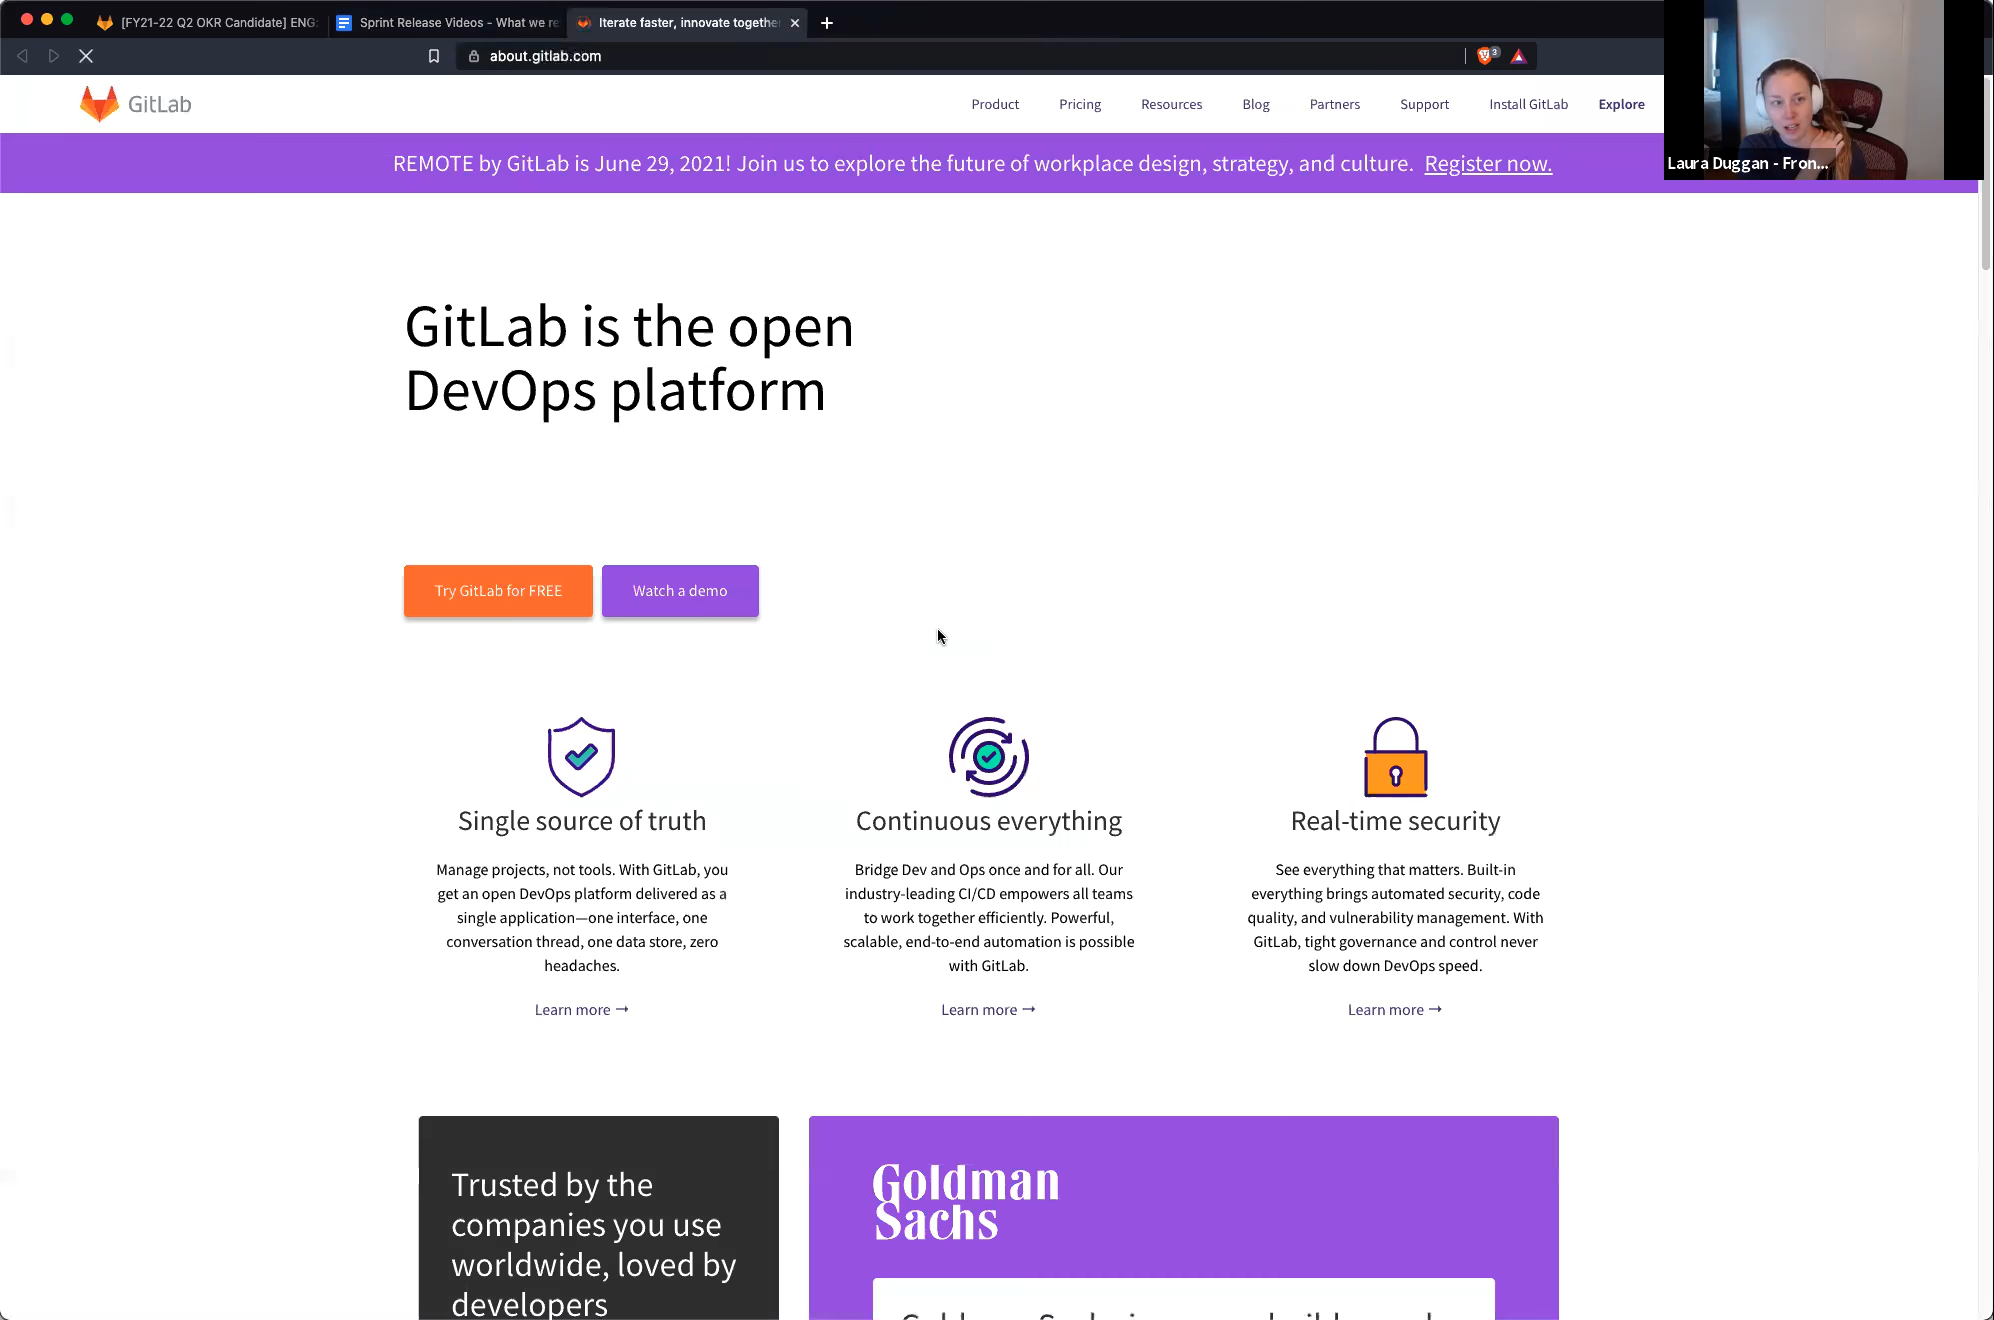 [FY21-22 Q2 OKR Candidate] ENG:
Sprint Release Videos - What we re
Iterate faster, innovate together
about.gitlab.com
3
GitLab
Product
Pricing
Resources
Blog
Partners
Support
Install GitLab
Explore
Laura Duggan - Fron...
REMOTE by GitLab is June 29, 2021! Join us to explore the future of workplace design, strategy, and culture. Register now.
GitLab is the open
DevOps platform
Try GitLab for FREE
Watch a demo
Single source of truth
Manage projects, not tools. With GitLab, you
get an open DevOps platform delivered as a
single application—one interface, one
conversation thread, one data store, zero
headaches.
Learn more →
Continuous everything
Bridge Dev and Ops once and for all. Our
industry-leading CI/CD empowers all teams
to work together efficiently. Powerful,
scalable, end-to-end automation is possible
with GitLab.
Learn more →
Real-time security
See everything that matters. Built-in
everything brings automated security, code
quality, and vulnerability management. With
GitLab, tight governance and control never
slow down DevOps speed.
Learn more →
Trusted by the
companies you use
worldwide, loved by
developers
Goldman
Sachs